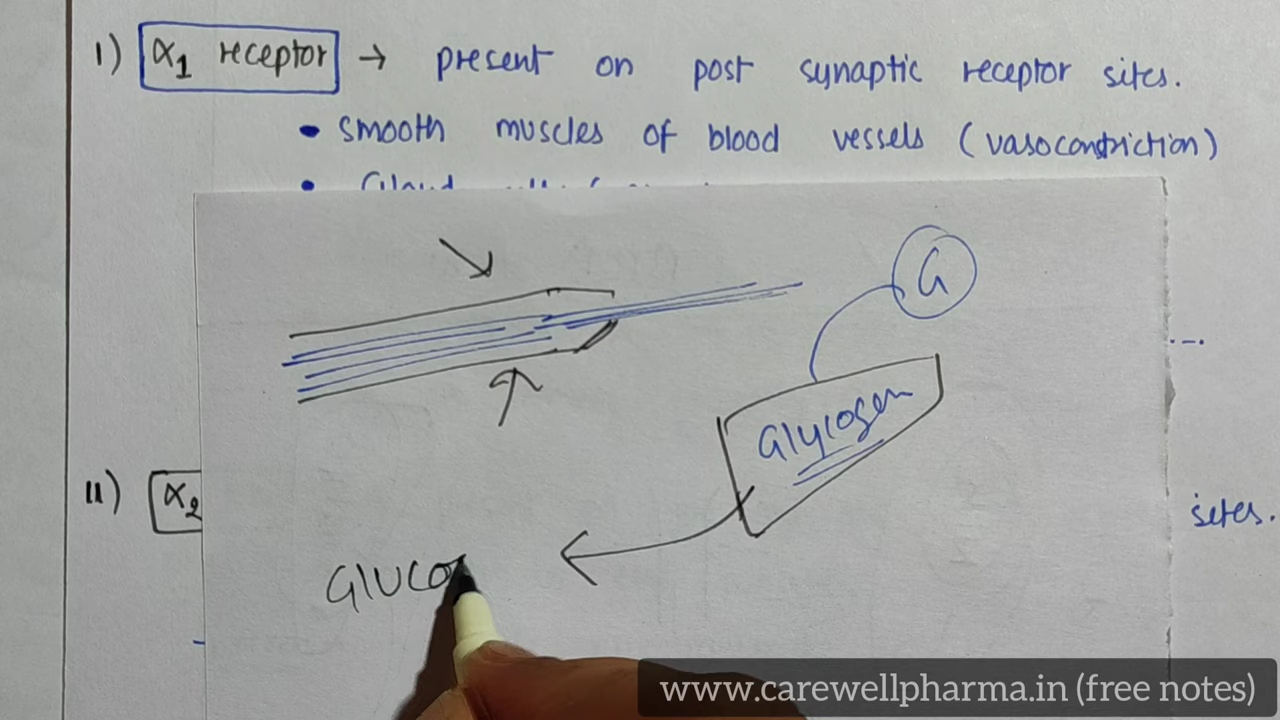 I) α1 receptor → present on post synaptic receptor sites.
• smooth muscles of blood vessels (vasoconstriction)
G
Glycogen
II) α2
sites.
GlUCO
www.carewellpharma.in (free notes)